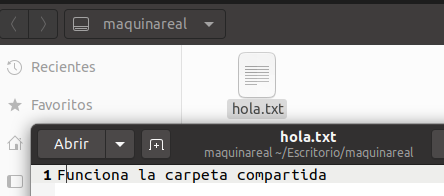 maquinareal
Recientes
Favoritos
hola.txt
Abrir
hola.txt
maquinareal ~/Escritorio/maquinareal
1 Funciona la carpeta compartida